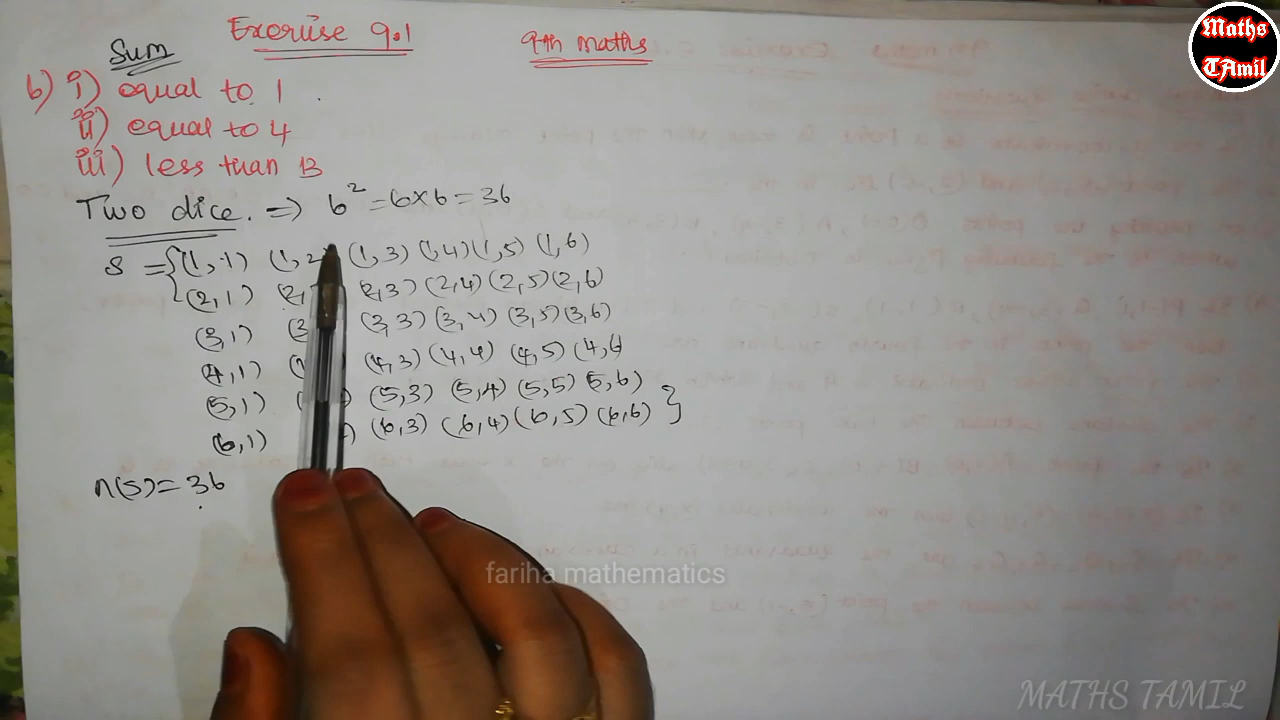 Exercise 9.1
9th maths
Sum
6) i) equal to 1
ii) equal to 4
iii) less than 13
Two dice. => 6² = 6x6 = 36
S = {(1,1) (1,2) (1,3) (1,4) (1,5) (1,6)
(2,1) (2,3) (2,4) (2,5) (2,6)
(3,1) (3,3) (3,4) (3,5) (3,6)
(4,1) (4,3) (4,4) (4,5) (4,6)
(5,1) (5,3) (5,4) (5,5) (5,6)
(6,1) (6,3) (6,4) (6,5) (6,6) }
n(S) = 36
fariha mathematics
Maths
TAmil
MATHS TAMIL